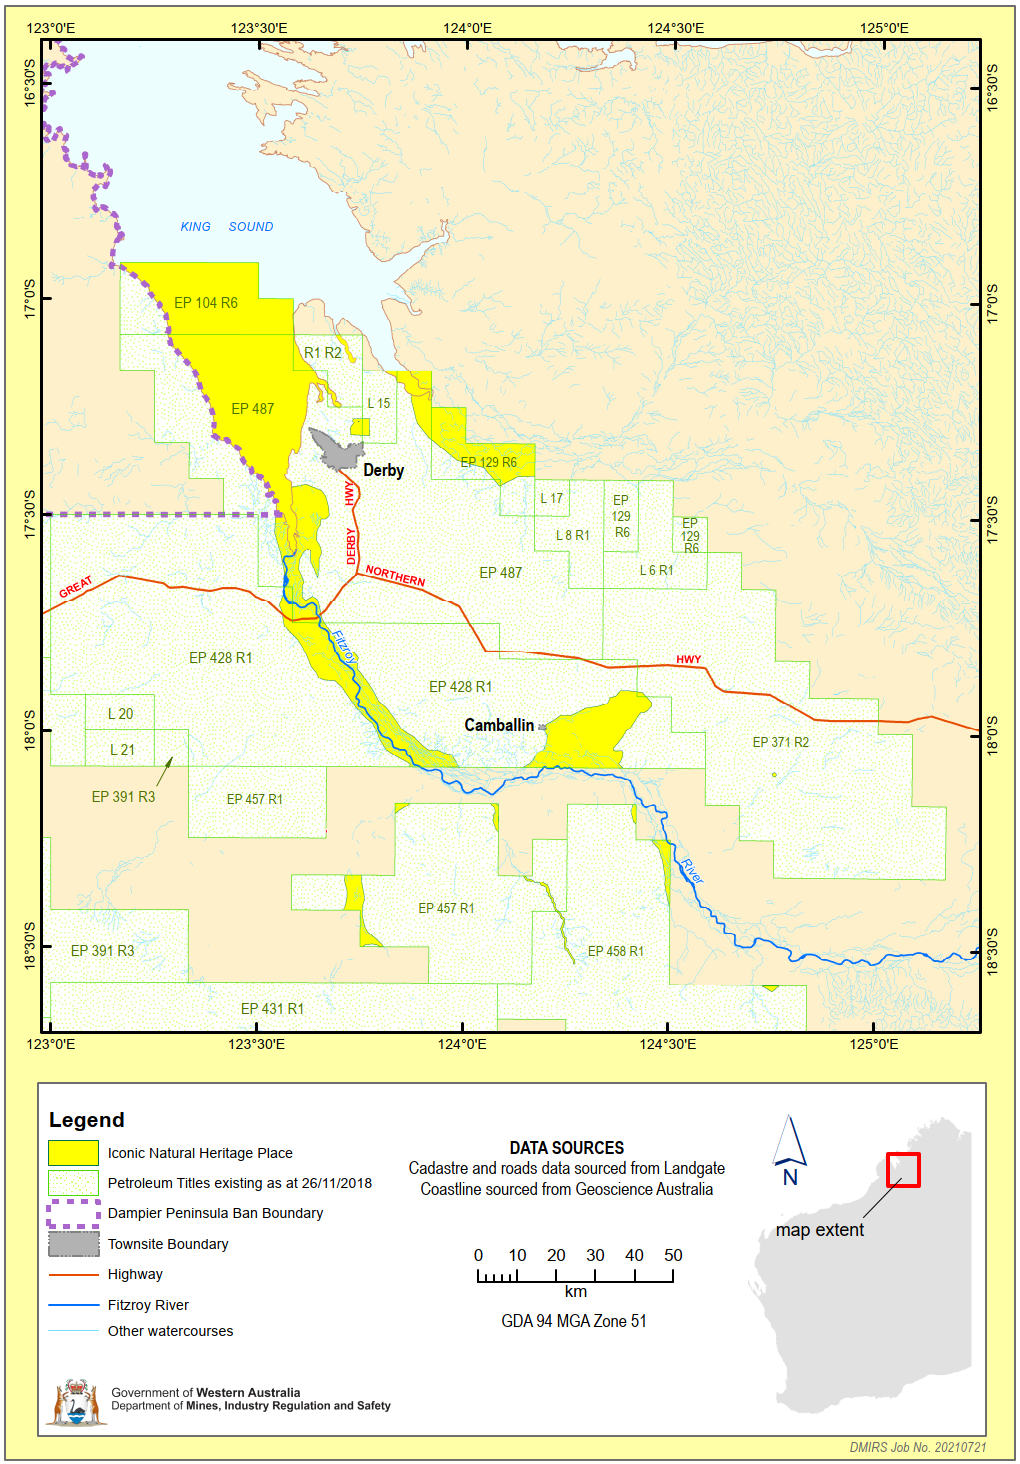 123°0'E 123°30'E 124°0'E 124°30'E 125°0'E
16°30'S
16°30'S
KING SOUND
17°0'S
EP 104 R6
17°0'S
R1 R2
EP 487
L 15
EP 129 R6
Derby
HWY
L 17
EP
129
R6
17°30'S
EP
129
R6
17°30'S
DERBY
L 8 R1
EP 487
L 6 R1
GREAT
NORTHERN
Fitzroy
EP 428 R1
HWY
EP 428 R1
L 20
Camballin
18°0'S
L 21
EP 371 R2
18°0'S
EP 391 R3
EP 457 R1
River
EP 457 R1
EP 391 R3
EP 458 R1
18°30'S
18°30'S
EP 431 R1
123°0'E 123°30'E 124°0'E 124°30'E 125°0'E
Legend
Iconic Natural Heritage Place
Petroleum Titles existing as at 26/11/2018
Dampier Peninsula Ban Boundary
Townsite Boundary
Highway
Fitzroy River
Other watercourses
DATA SOURCES
Cadastre and roads data sourced from Landgate
Coastline sourced from Geoscience Australia
0 10 20 30 40 50
km
GDA 94 MGA Zone 51
N
map extent
Government of Western Australia
Department of Mines, Industry Regulation and Safety
DMIRS Job No. 20210721